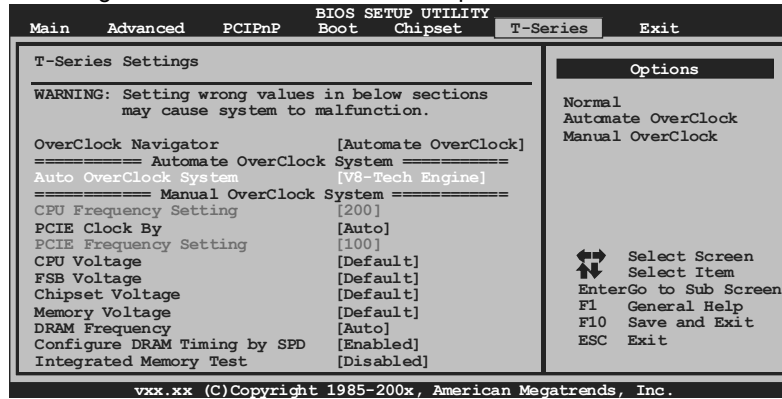 BIOS SETUP UTILITY
Main Advanced PCIPnP Boot Chipset T-Series Exit
T-Series Settings
WARNING: Setting wrong values in below sections
may cause system to malfunction.
OverClock Navigator [Automate OverClock]
=========== Automate OverClock System ===========
Auto OverClock System [V8-Tech Engine]
============ Manual OverClock System ============
CPU Frequency Setting [200]
PCIE Clock By [Auto]
PCIE Frequency Setting [100]
CPU Voltage [Default]
FSB Voltage [Default]
Chipset Voltage [Default]
Memory Voltage [Default]
DRAM Frequency [Auto]
Configure DRAM Timing by SPD [Enabled]
Integrated Memory Test [Disabled]
Options
Normal
Automate OverClock
Manual OverClock
Select Screen
Select Item
EnterGo to Sub Screen
F1 General Help
F10 Save and Exit
ESC Exit
vxx.xx (C)Copyright 1985-200x, American Megatrends, Inc.